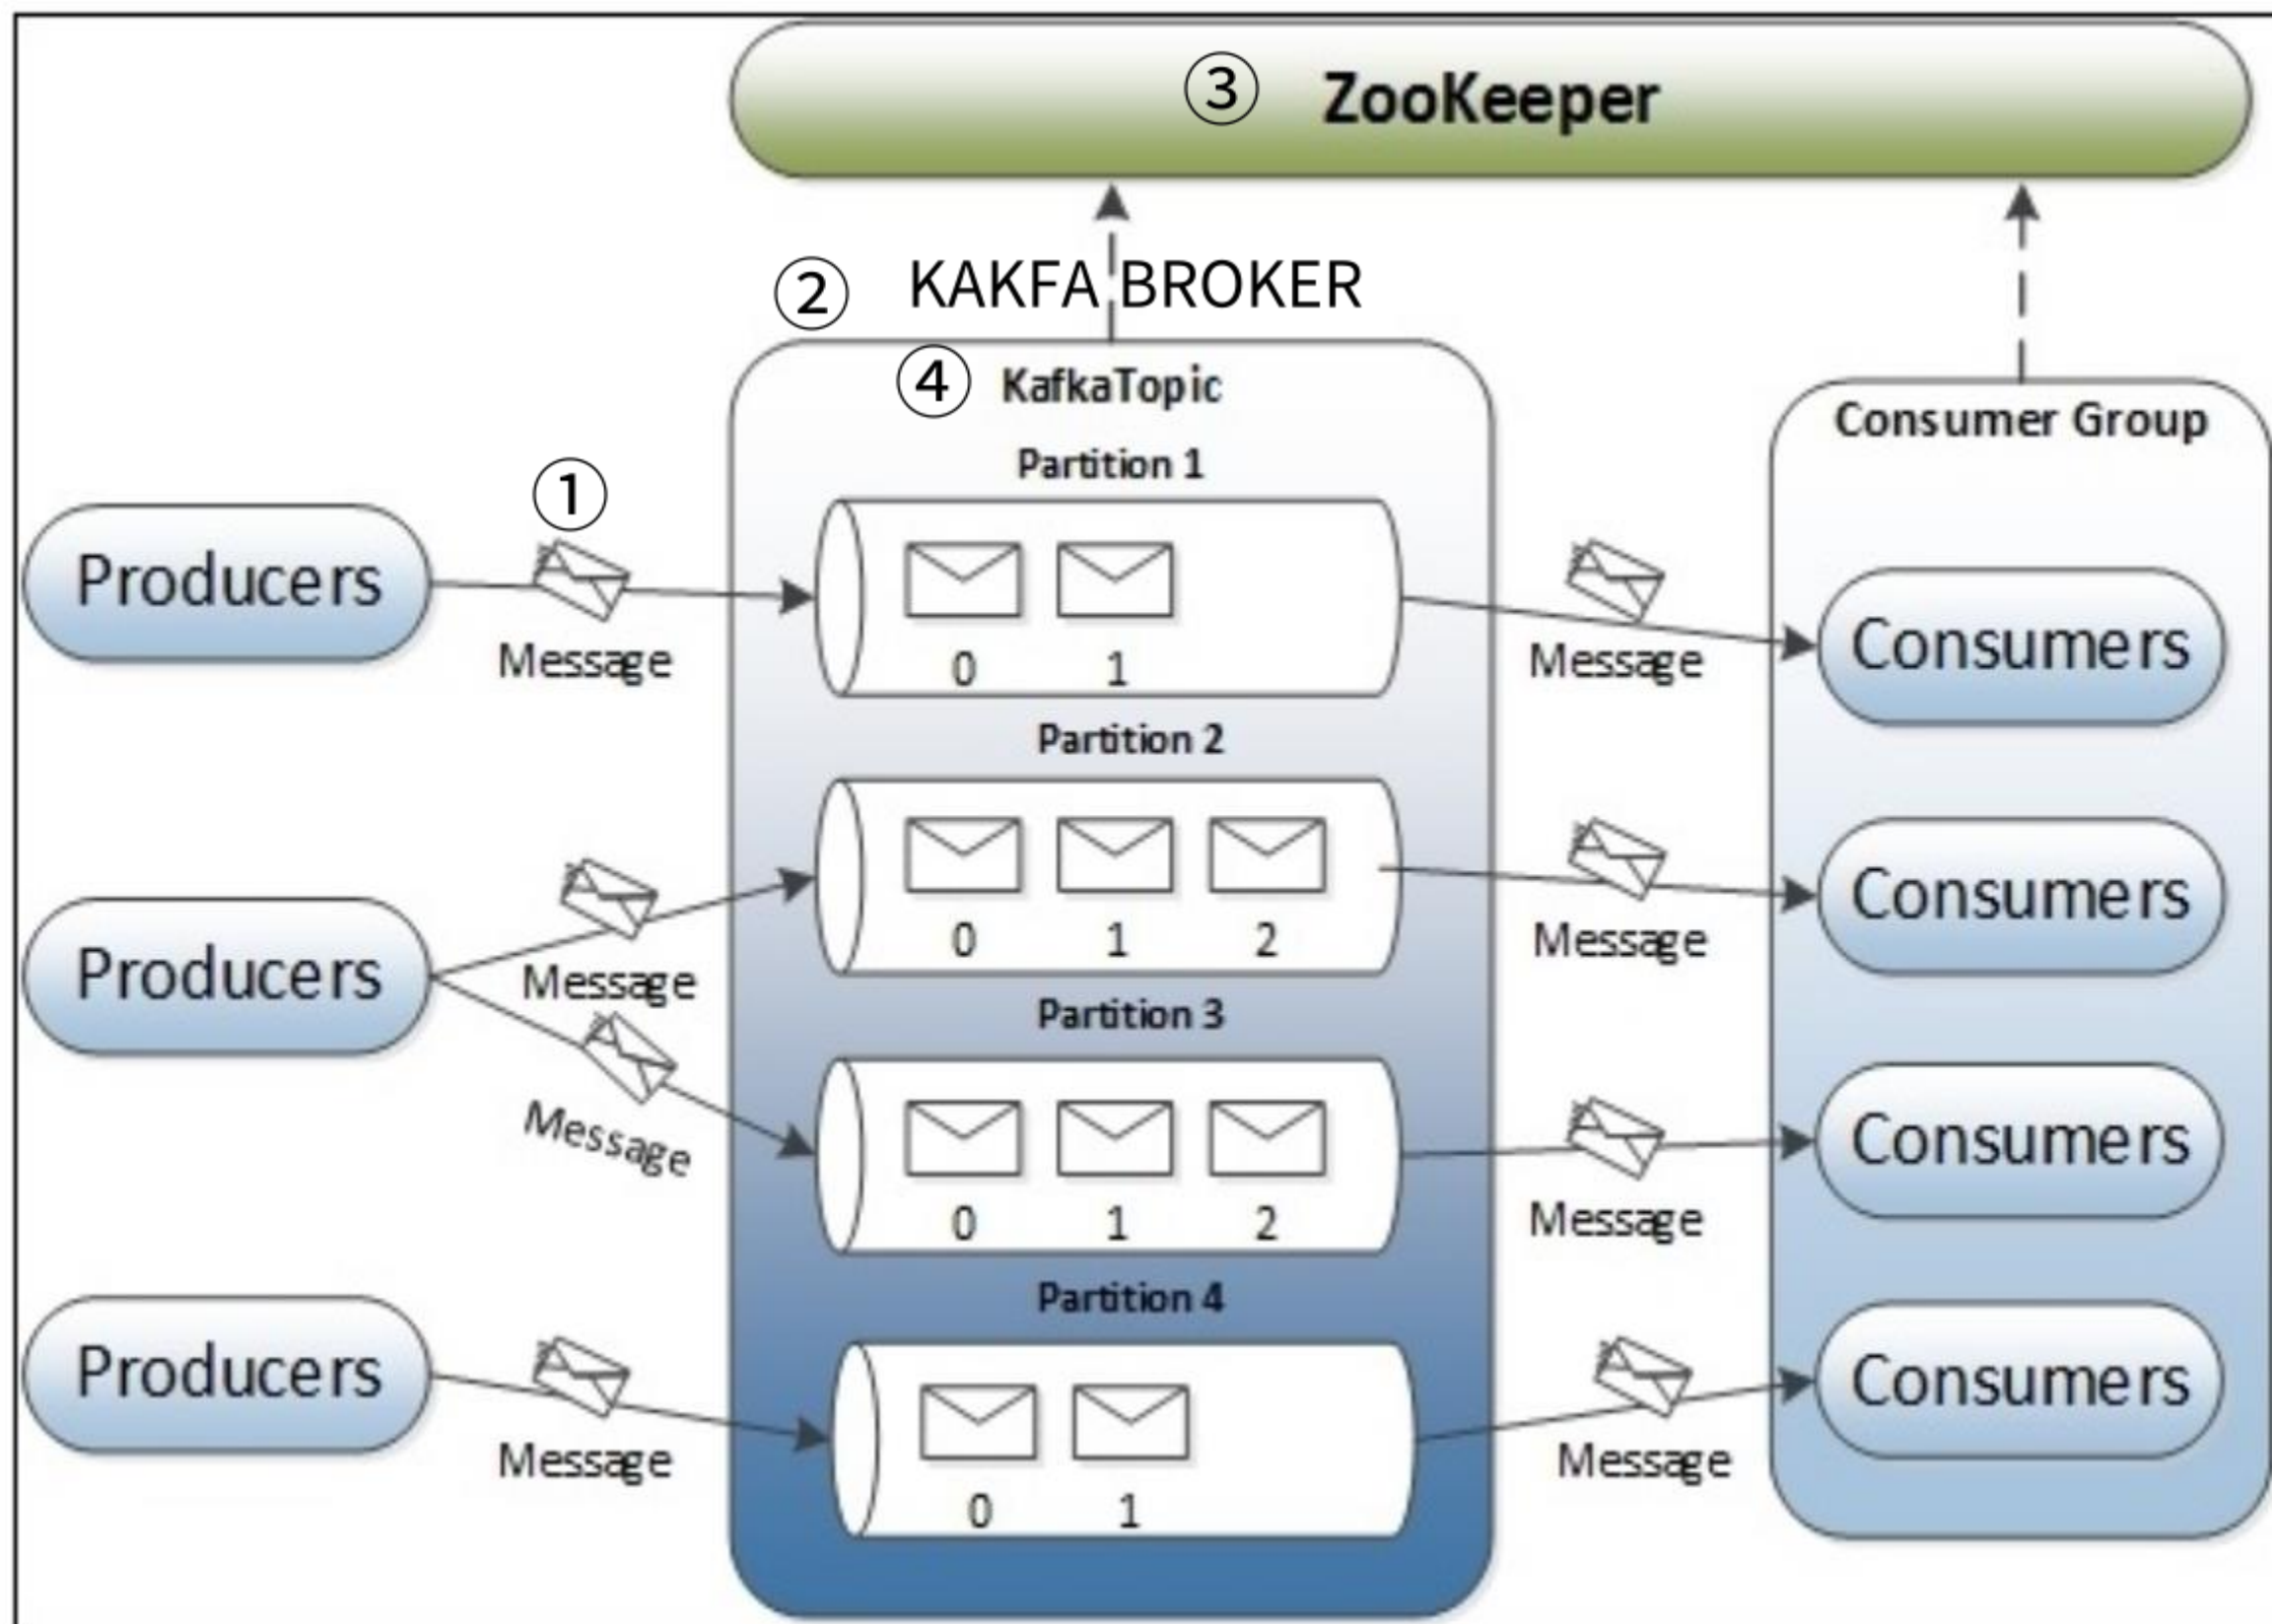 ③ ZooKeeper
② KAKFA BROKER
④ KafkaTopic
Consumer Group
Partition 1
①
Producers
Message
0 1
Message
Consumers
Partition 2
Producers
Message
Message
0 1 2
Message
Consumers
Partition 3
0 1 2
Message
Consumers
Partition 4
Producers
Message
0 1
Message
Consumers